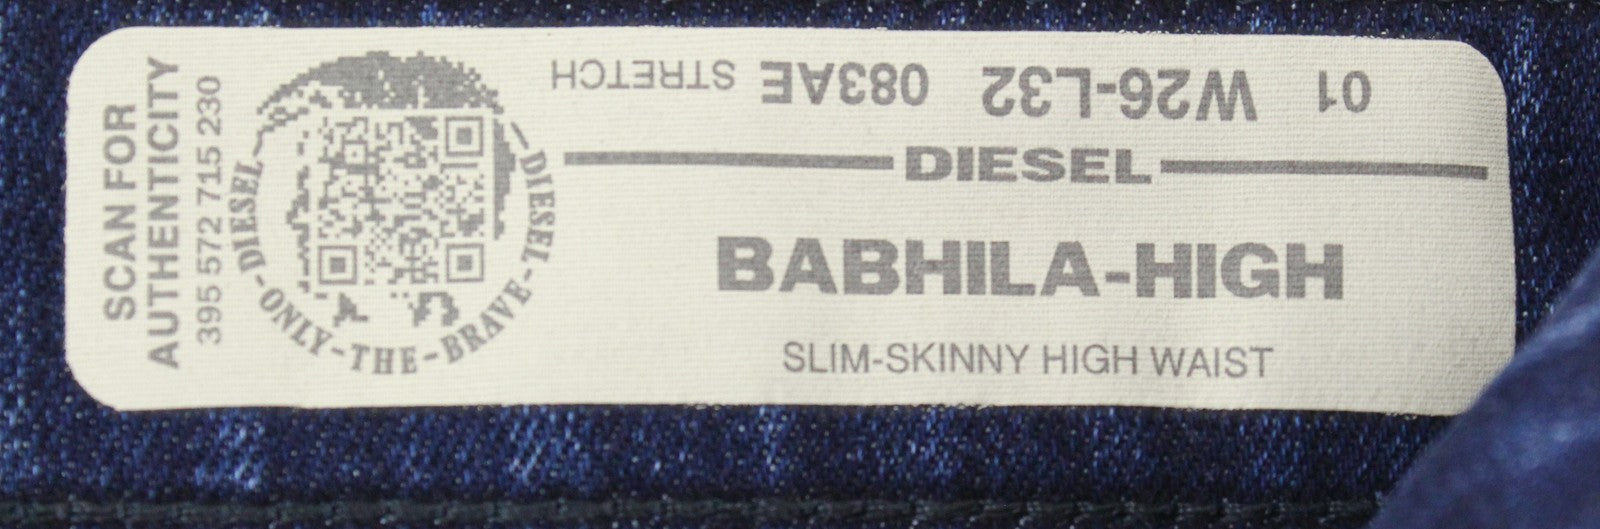 SCAN FOR
AUTHENTICITY
395 572 715 230
DIESEL-ONLY-THE-BRAVE-DIESEL-
01 W26-L32 083AE STRETCH
DIESEL
BABHILA-HIGH
SLIM-SKINNY HIGH WAIST